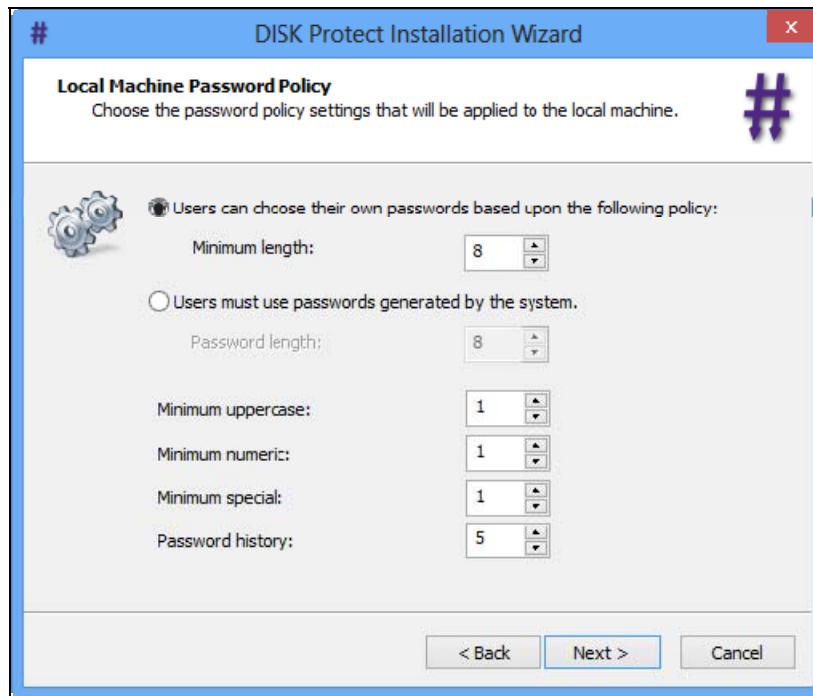 # DISK Protect Installation Wizard x
Local Machine Password Policy
Choose the password policy settings that will be applied to the local machine.
#
Users can choose their own passwords based upon the following policy:
Minimum length: 8
Users must use passwords generated by the system.
Password length: 8
Minimum uppercase: 1
Minimum numeric: 1
Minimum special: 1
Password history: 5
< Back Next > Cancel